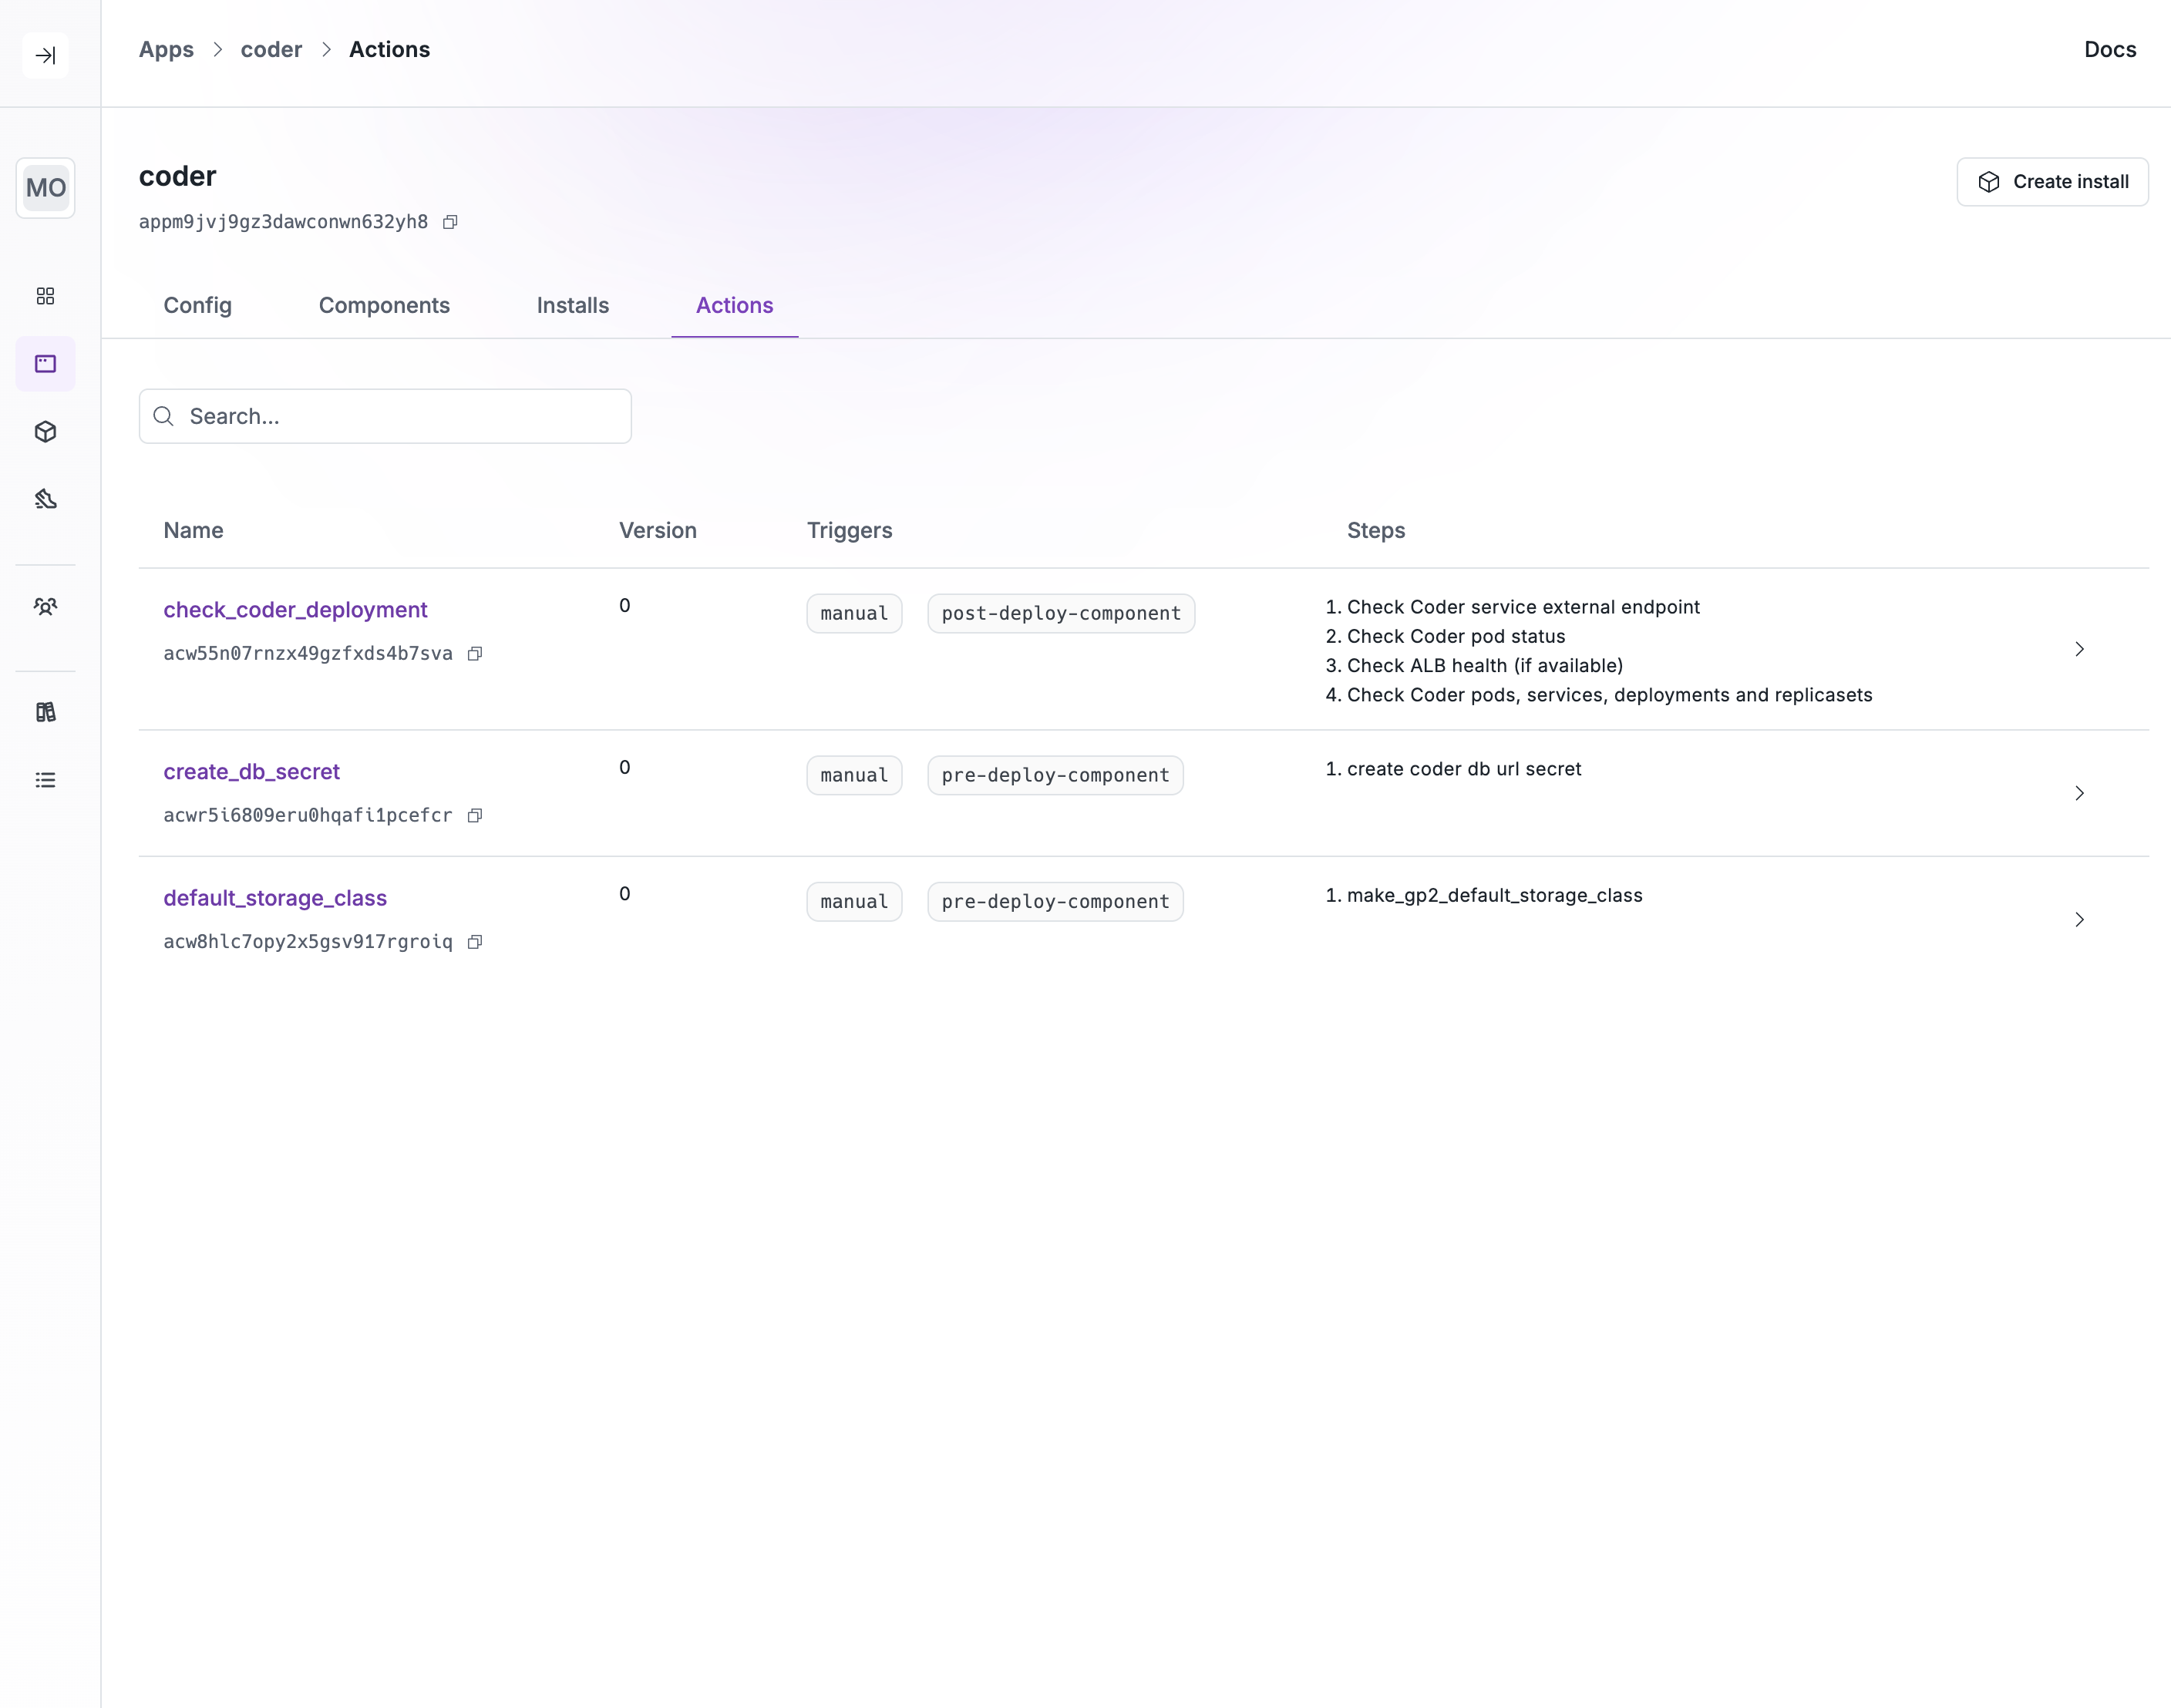 Apps > coder > Actions
Docs
MO
coder
Create install
appm9jvj9gz3dawconwn632yh8
Config Components Installs Actions
Search...
Name Version Triggers Steps
check_coder_deployment 0 manual post-deploy-component
acw55n07rnzx49gzfxds4b7sva
1. Check Coder service external endpoint
2. Check Coder pod status
3. Check ALB health (if available)
4. Check Coder pods, services, deployments and replicasets
create_db_secret 0 manual pre-deploy-component
1. create coder db url secret
acwr5i6809eru0hqafi1pcefcr
default_storage_class 0 manual pre-deploy-component
1. make_gp2_default_storage_class
acw8hlc7opy2x5gsv917rgroiq